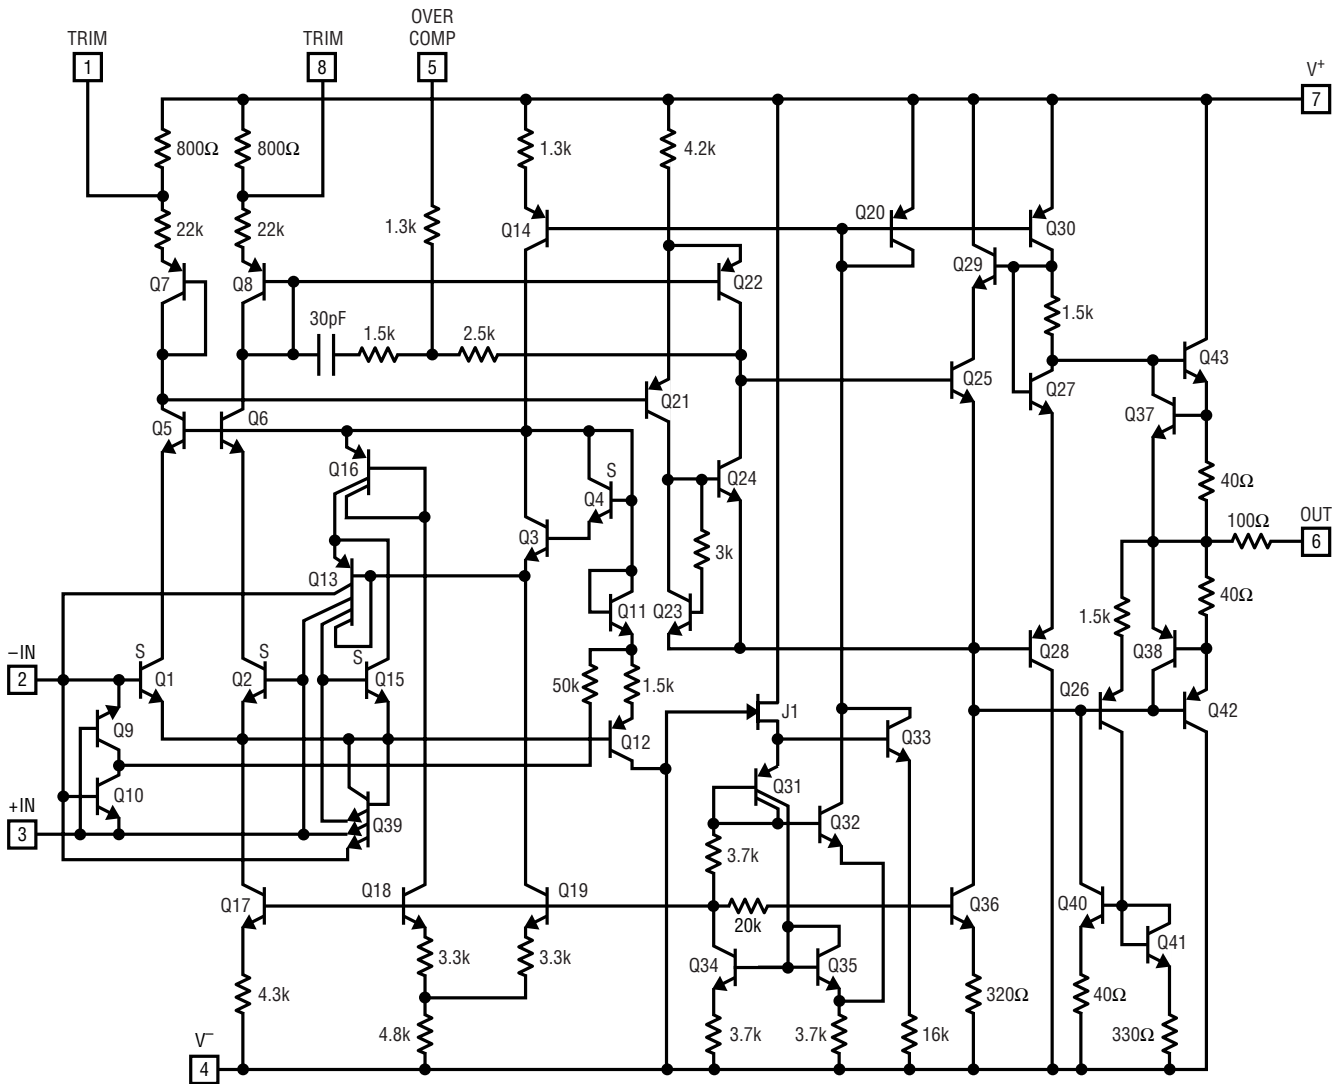 OVER
COMP
TRIM
TRIM
V+
1
8
5
7
800Ω
800Ω
1.3k
4.2k
22k
22k
1.3k
Q14
Q20
Q30
Q7
Q8
Q22
Q29
30pF
1.5k
2.5k
1.5k
Q43
Q25
Q27
Q21
Q37
Q5
Q6
Q16
S
Q4
Q24
40Ω
Q3
100Ω
OUT
6
3k
Q13
Q11
Q23
40Ω
1.5k
–IN
2
S
Q1
S
Q2
S
Q15
50k
1.5k
Q28
Q38
Q26
Q42
Q9
Q12
J1
Q33
Q10
Q31
+IN
3
Q39
Q32
3.7k
Q17
Q18
Q19
20k
Q36
Q40
Q41
3.3k
3.3k
Q34
Q35
4.3k
320Ω
40Ω
4.8k
3.7k
3.7k
16k
330Ω
V–
4